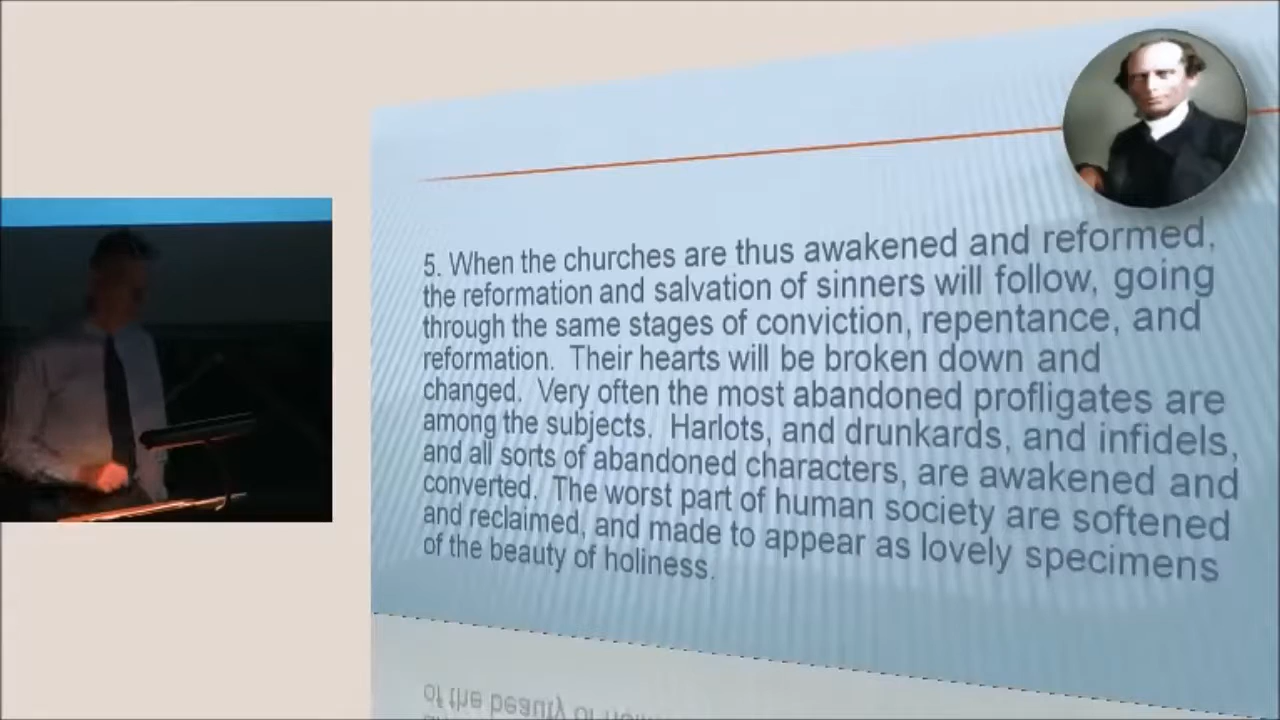 5. When the churches are thus awakened and reformed,
the reformation and salvation of sinners will follow, going
through the same stages of conviction, repentance, and
reformation. Their hearts will be broken down and
changed. Very often the most abandoned profligates are
among the subjects. Harlots, and drunkards, and infidels,
and all sorts of abandoned characters, are awakened and
converted. The worst part of human society are softened
and reclaimed, and made to appear as lovely specimens
of the beauty of holiness.